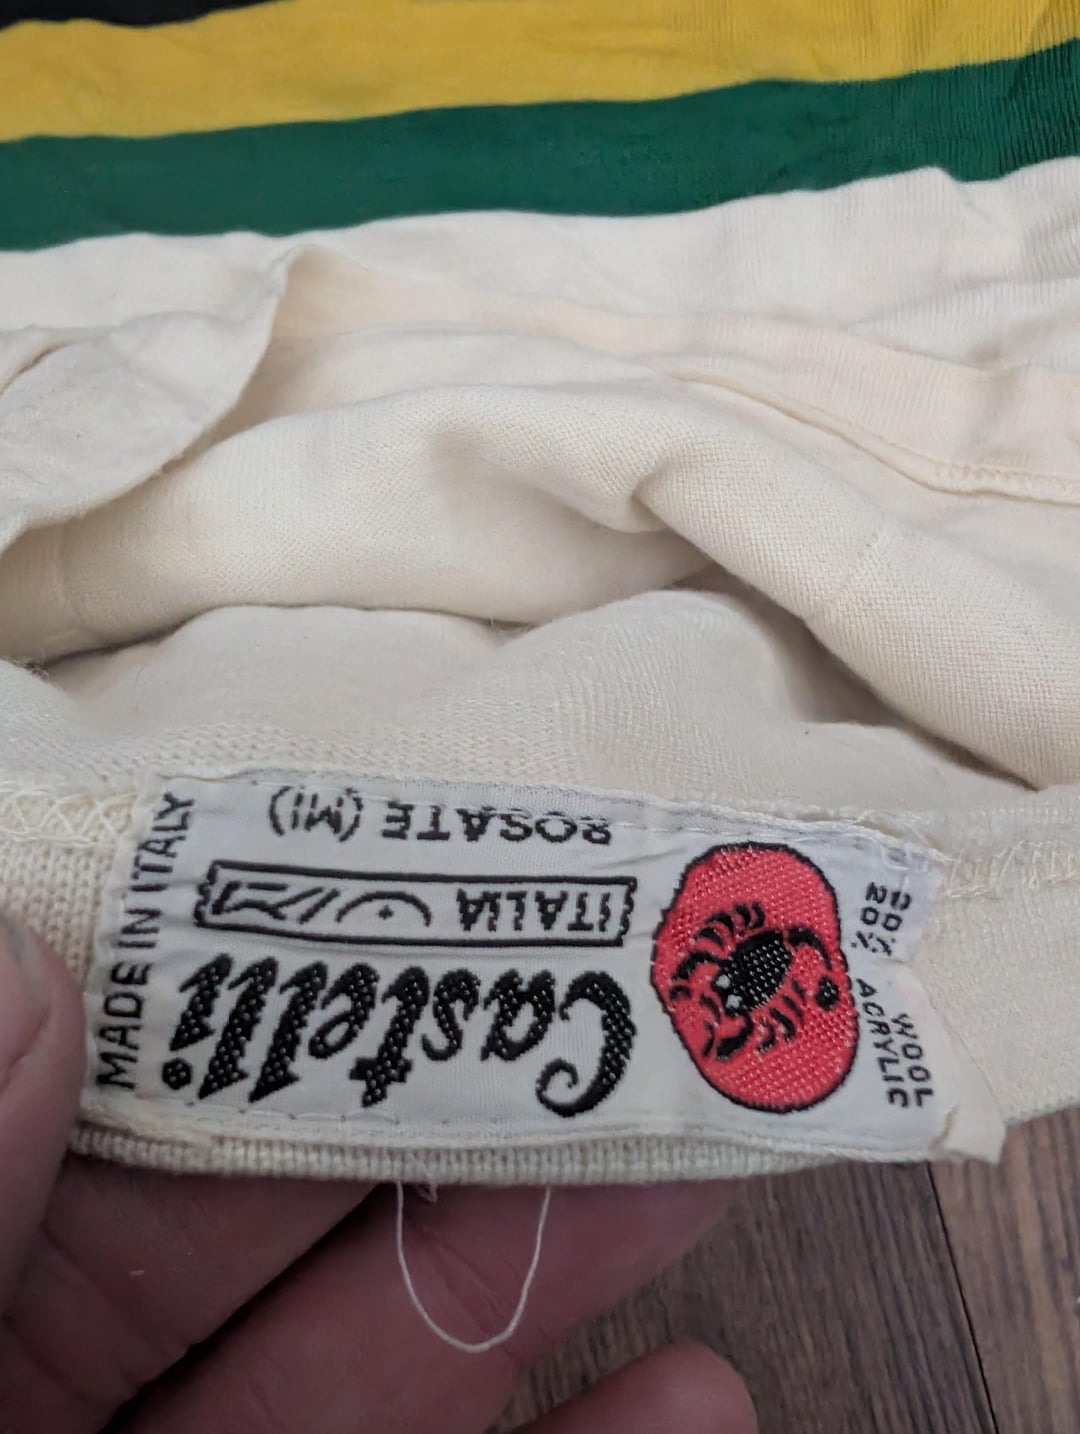 Castelli®
ITALIA
ROSATE (MI)
MADE IN ITALY
80% WOOL
20% ACRYLIC